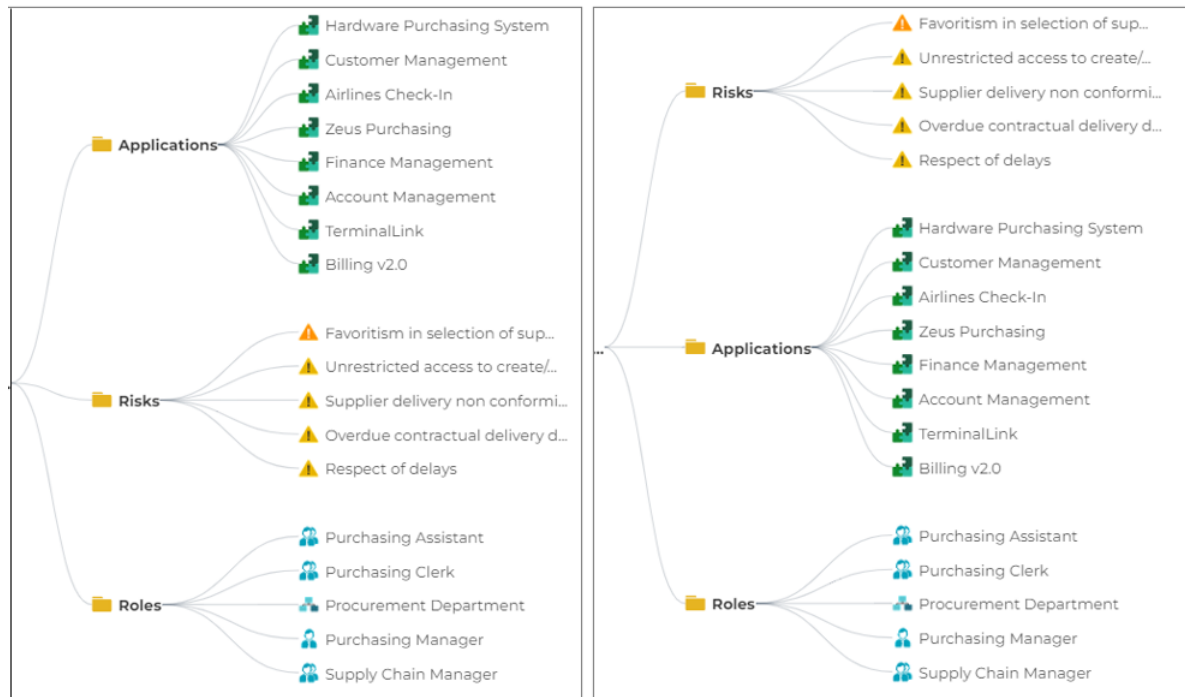 Hardware Purchasing System
Customer Management
Airlines Check-In
Zeus Purchasing
Applications
Finance Management
Account Management
TerminalLink
Billing v2.0
Favoritism in selection of sup...
Unrestricted access to create/...
Risks
Supplier delivery non conformi...
Overdue contractual delivery d...
Respect of delays
Purchasing Assistant
Purchasing Clerk
Roles
Procurement Department
Purchasing Manager
Supply Chain Manager
Favoritism in selection of sup...
Unrestricted access to create/...
Risks
Supplier delivery non conformi...
Overdue contractual delivery d...
Respect of delays
Hardware Purchasing System
Customer Management
Airlines Check-In
Zeus Purchasing
...
Applications
Finance Management
Account Management
TerminalLink
Billing v2.0
Purchasing Assistant
Purchasing Clerk
Roles
Procurement Department
Purchasing Manager
Supply Chain Manager